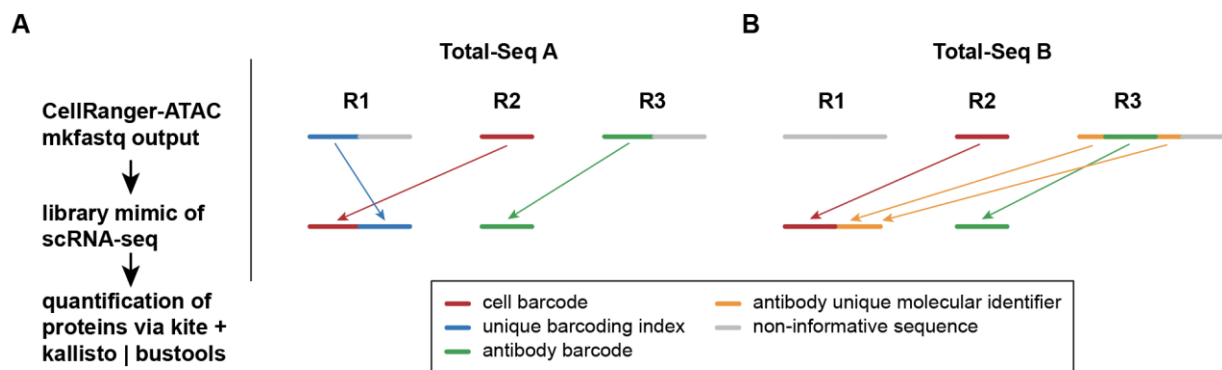 A
B
Total-Seq A
Total-Seq B
R1
R2
R3
R1
R2
R3
CellRanger-ATAC
mkfastq output
library mimic of
scRNA-seq
quantification of
proteins via kite +
kallisto | bustools
cell barcode
unique barcoding index
antibody barcode
antibody unique molecular identifier
non-informative sequence